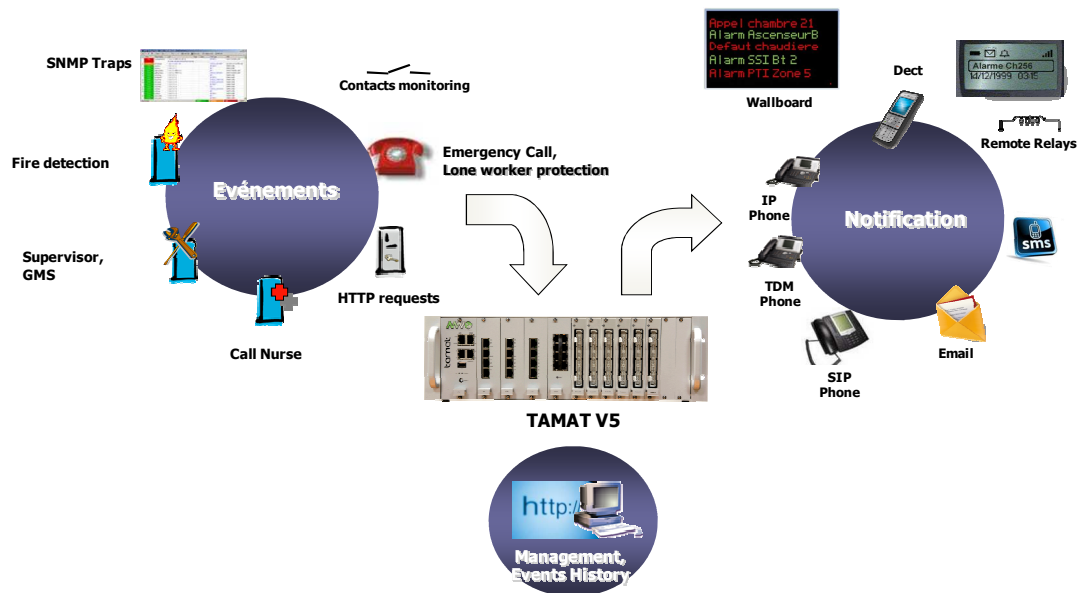 SNMP Traps
Contacts monitoring
Fire detection
Evénements
Emergency Call,
Lone worker protection
Supervisor,
GMS
HTTP requests
Call Nurse
Appel chambre 21
Alarm AscenseurB
Defaut chaudiere
Alarm SSI Bt 2
Alarm PTI Zone 5
Wallboard
Dect
Alarme Ch256
14/12/1999 0315
Remote Relays
IP
Phone
Notification
sms
TDM
Phone
Email
SIP
Phone
AWO
tamat
TAMAT V5
http://
Management,
Events History